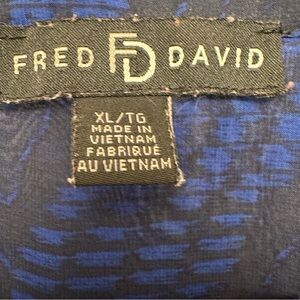 FRED FD DAVID
XL/TG
MADE IN
VIETNAM
FABRIQUÉ
AU VIETNAM